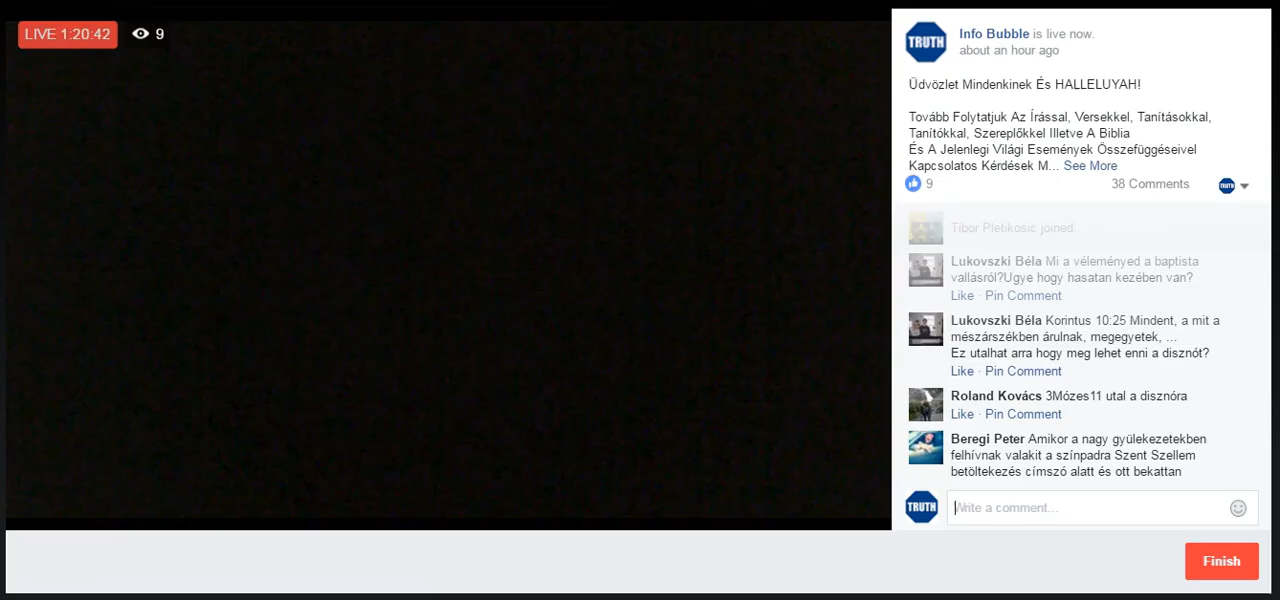 LIVE 1:20:42
9
TRUTH
Info Bubble is live now.
about an hour ago
Üdvözlet Mindenkinek És HALLELUYAH!
Tovább Folytatjuk Az Írással, Versekkel, Tanításokkal,
Tanítókkal, Szereplőkkel Illetve A Biblia
És A Jelenlegi Világi Események Összefüggéseivel
Kapcsolatos Kérdések M... See More
9
38 Comments
TRUTH
Tibor Pletikosic joined.
Lukovszki Béla Mi a véleményed a baptista
vallásról?Ugye hogy hasatan kezében van?
Like · Pin Comment
Lukovszki Béla Korintus 10:25 Mindent, a mit a
mészárszékben árulnak, megegyetek, ...
Ez utalhat arra hogy meg lehet enni a disznót?
Like · Pin Comment
Roland Kovács 3Mózes11 utal a disznóra
Like · Pin Comment
Beregi Peter Amikor a nagy gyülekezetekben
felhívnak valakit a színpadra Szent Szellem
betöltekezés címszó alatt és ott bekattan
TRUTH
Write a comment...
Finish